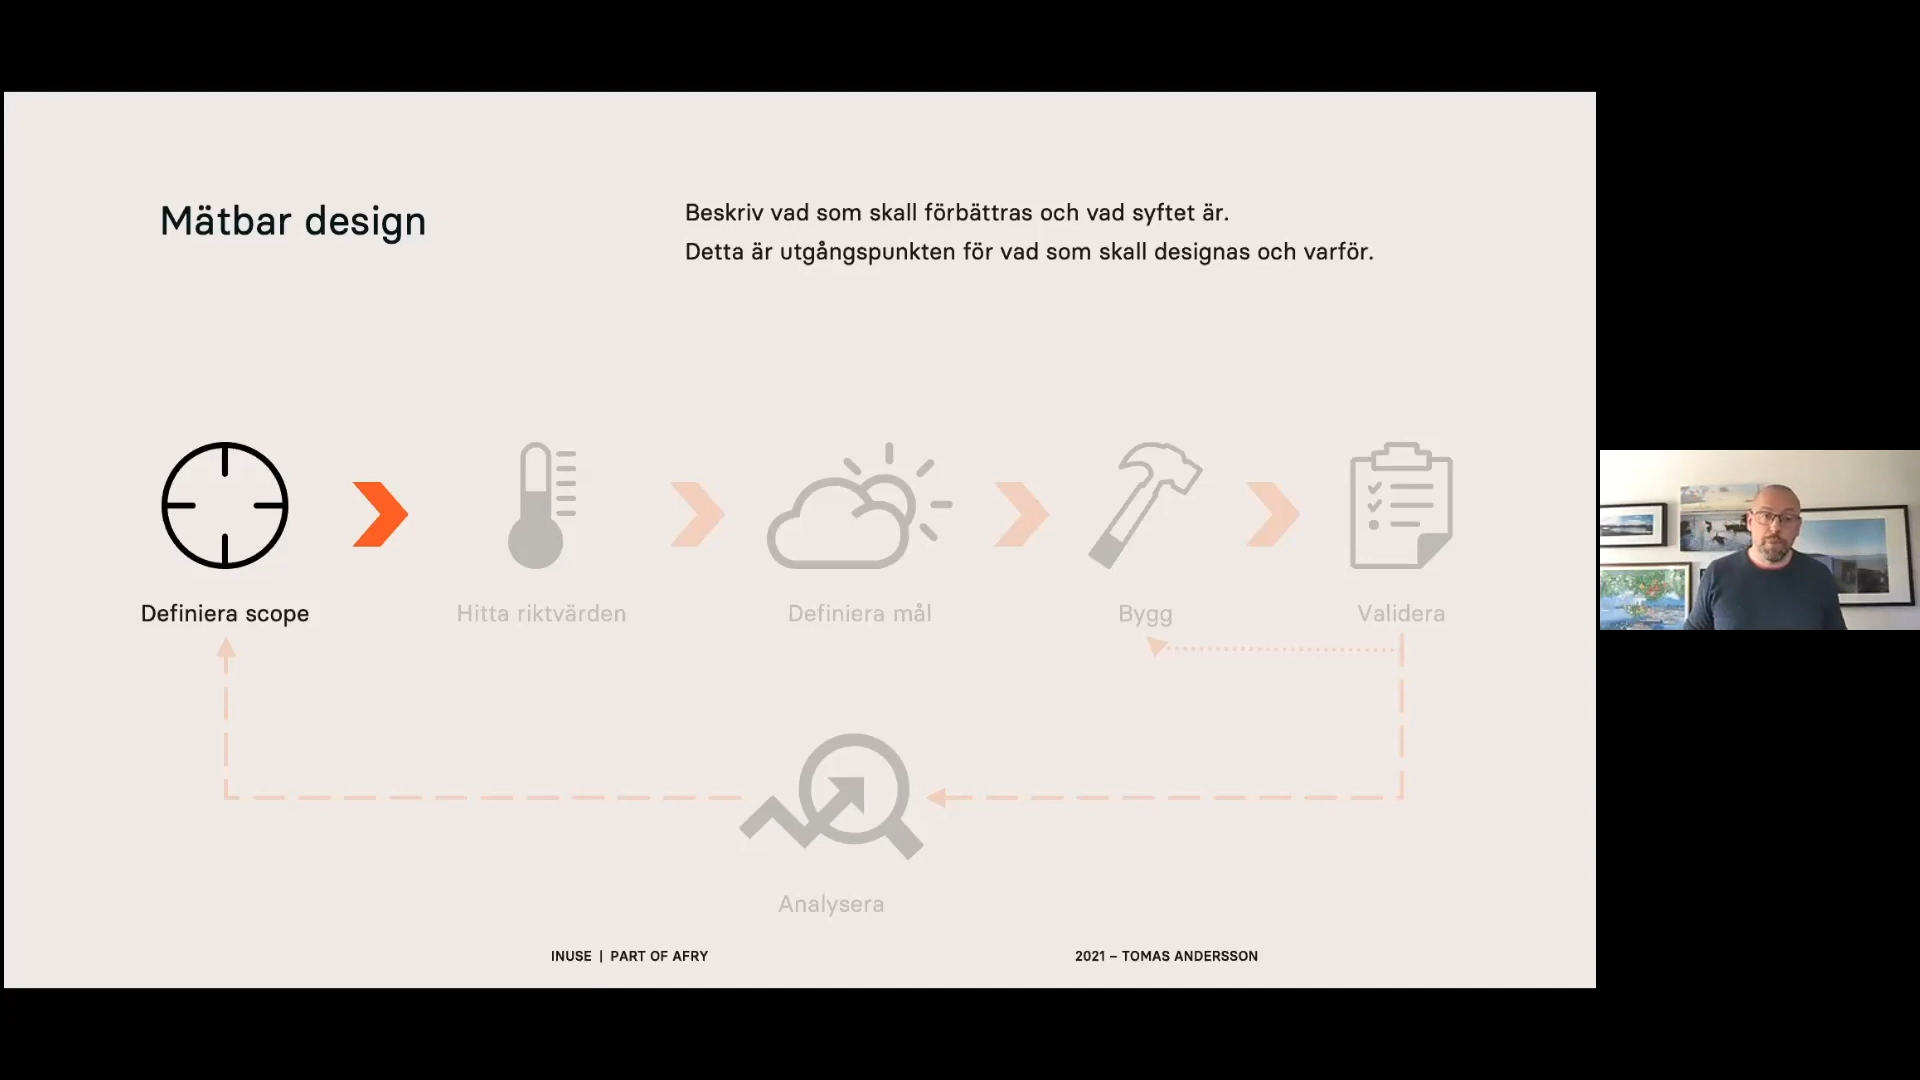 Mätbar design
Beskriv vad som skall förbättras och vad syftet är.
Detta är utgångspunkten för vad som skall designas och varför.
Definiera scope
Hitta riktvärden
Definiera mål
Bygg
Validera
Analysera
INUSE | PART OF AFRY
2021 – TOMAS ANDERSSON